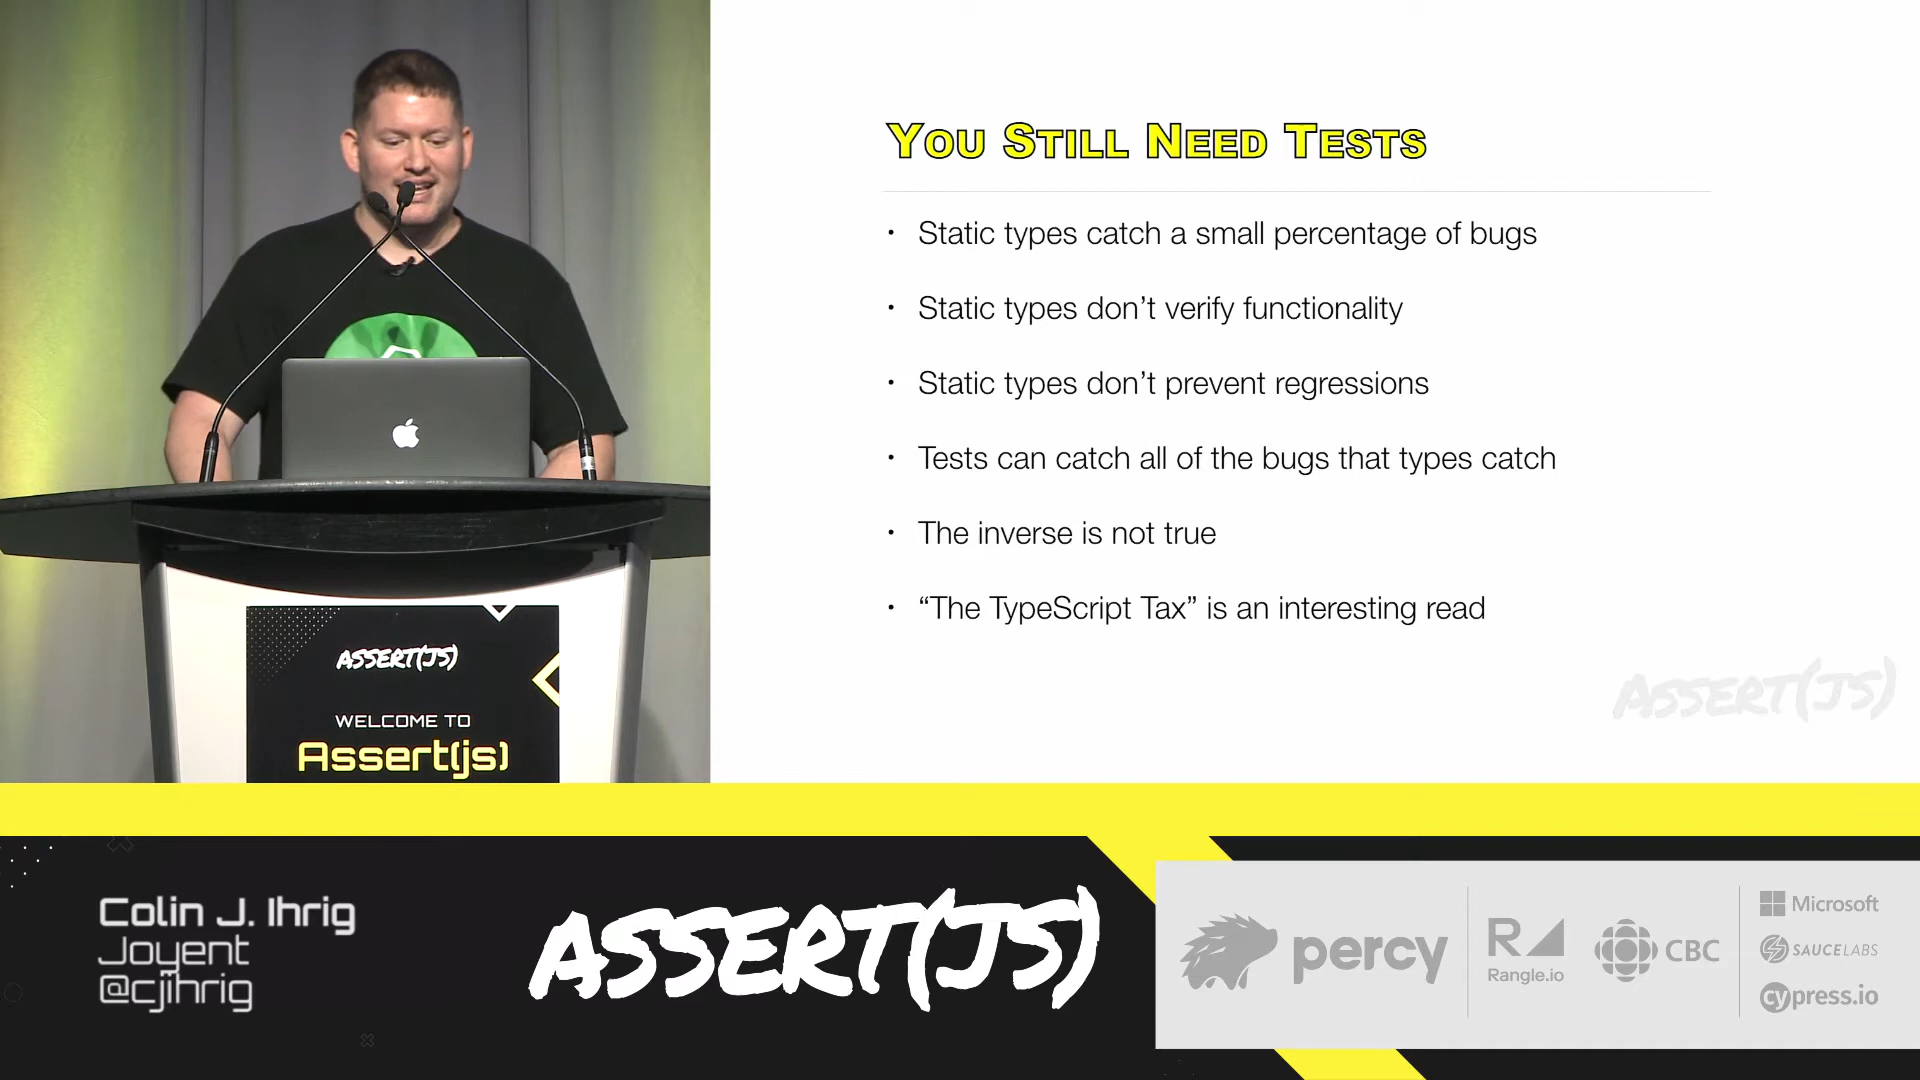 YOU STILL NEED TESTS
• Static types catch a small percentage of bugs
• Static types don’t verify functionality
• Static types don’t prevent regressions
• Tests can catch all of the bugs that types catch
• The inverse is not true
• “The TypeScript Tax” is an interesting read
ASSERT(JS)
ASSERT(JS)
WELCOME TO
Assert(js)
Colin J. Ihrig
Joyent
@cjihrig
ASSERT(JS)
percy
R
Rangle.io
CBC
Microsoft
SAUCELABS
cypress.io